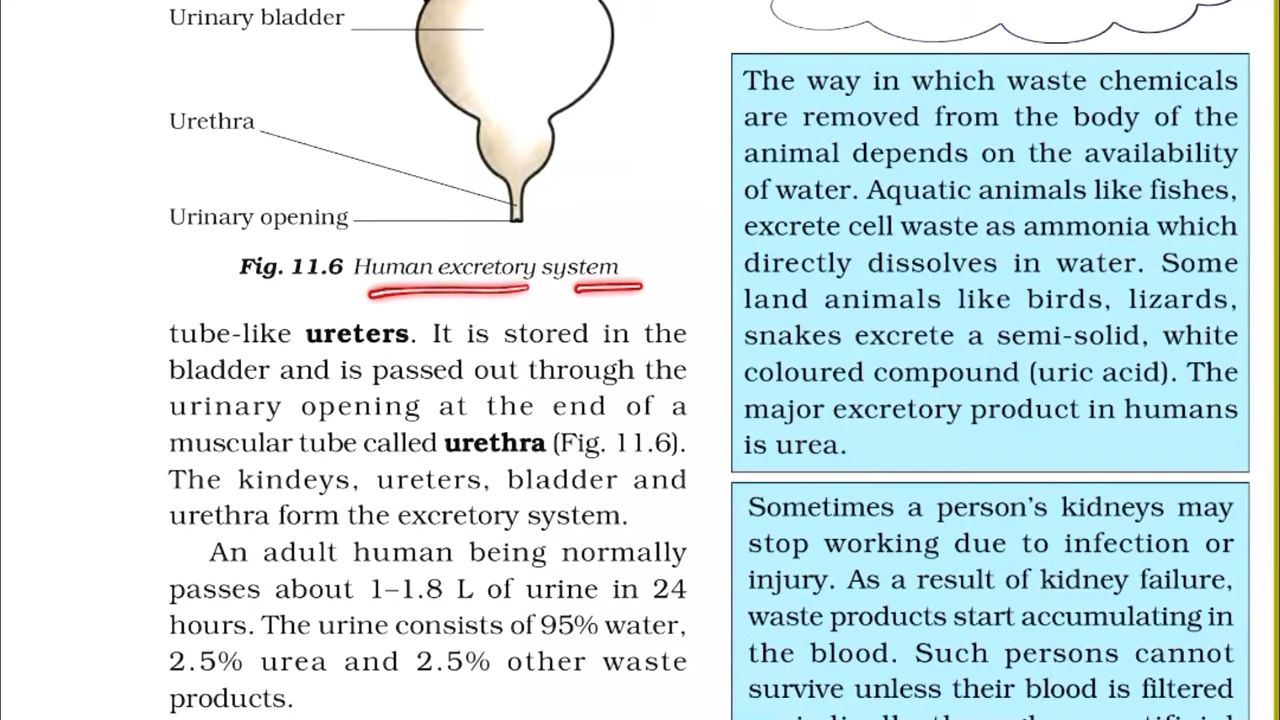 Urinary bladder
Urethra
Urinary opening
Fig. 11.6 Human excretory system
tube-like ureters. It is stored in the
bladder and is passed out through the
urinary opening at the end of a
muscular tube called urethra (Fig. 11.6).
The kindeys, ureters, bladder and
urethra form the excretory system.
An adult human being normally
passes about 1–1.8 L of urine in 24
hours. The urine consists of 95% water,
2.5% urea and 2.5% other waste
products.
The way in which waste chemicals
are removed from the body of the
animal depends on the availability
of water. Aquatic animals like fishes,
excrete cell waste as ammonia which
directly dissolves in water. Some
land animals like birds, lizards,
snakes excrete a semi-solid, white
coloured compound (uric acid). The
major excretory product in humans
is urea.
Sometimes a person's kidneys may
stop working due to infection or
injury. As a result of kidney failure,
waste products start accumulating in
the blood. Such persons cannot
survive unless their blood is filtered